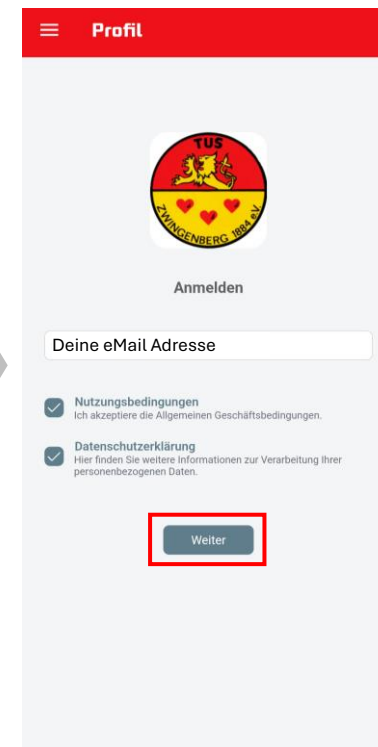 Profil
TUS
ZWINGENBERG 1884 e.V.
Anmelden
Deine eMail Adresse
Nutzungsbedingungen
Ich akzeptiere die Allgemeinen Geschäftsbedingungen.
Datenschutzerklärung
Hier finden Sie weitere Informationen zur Verarbeitung Ihrer
personenbezogenen Daten.
Weiter